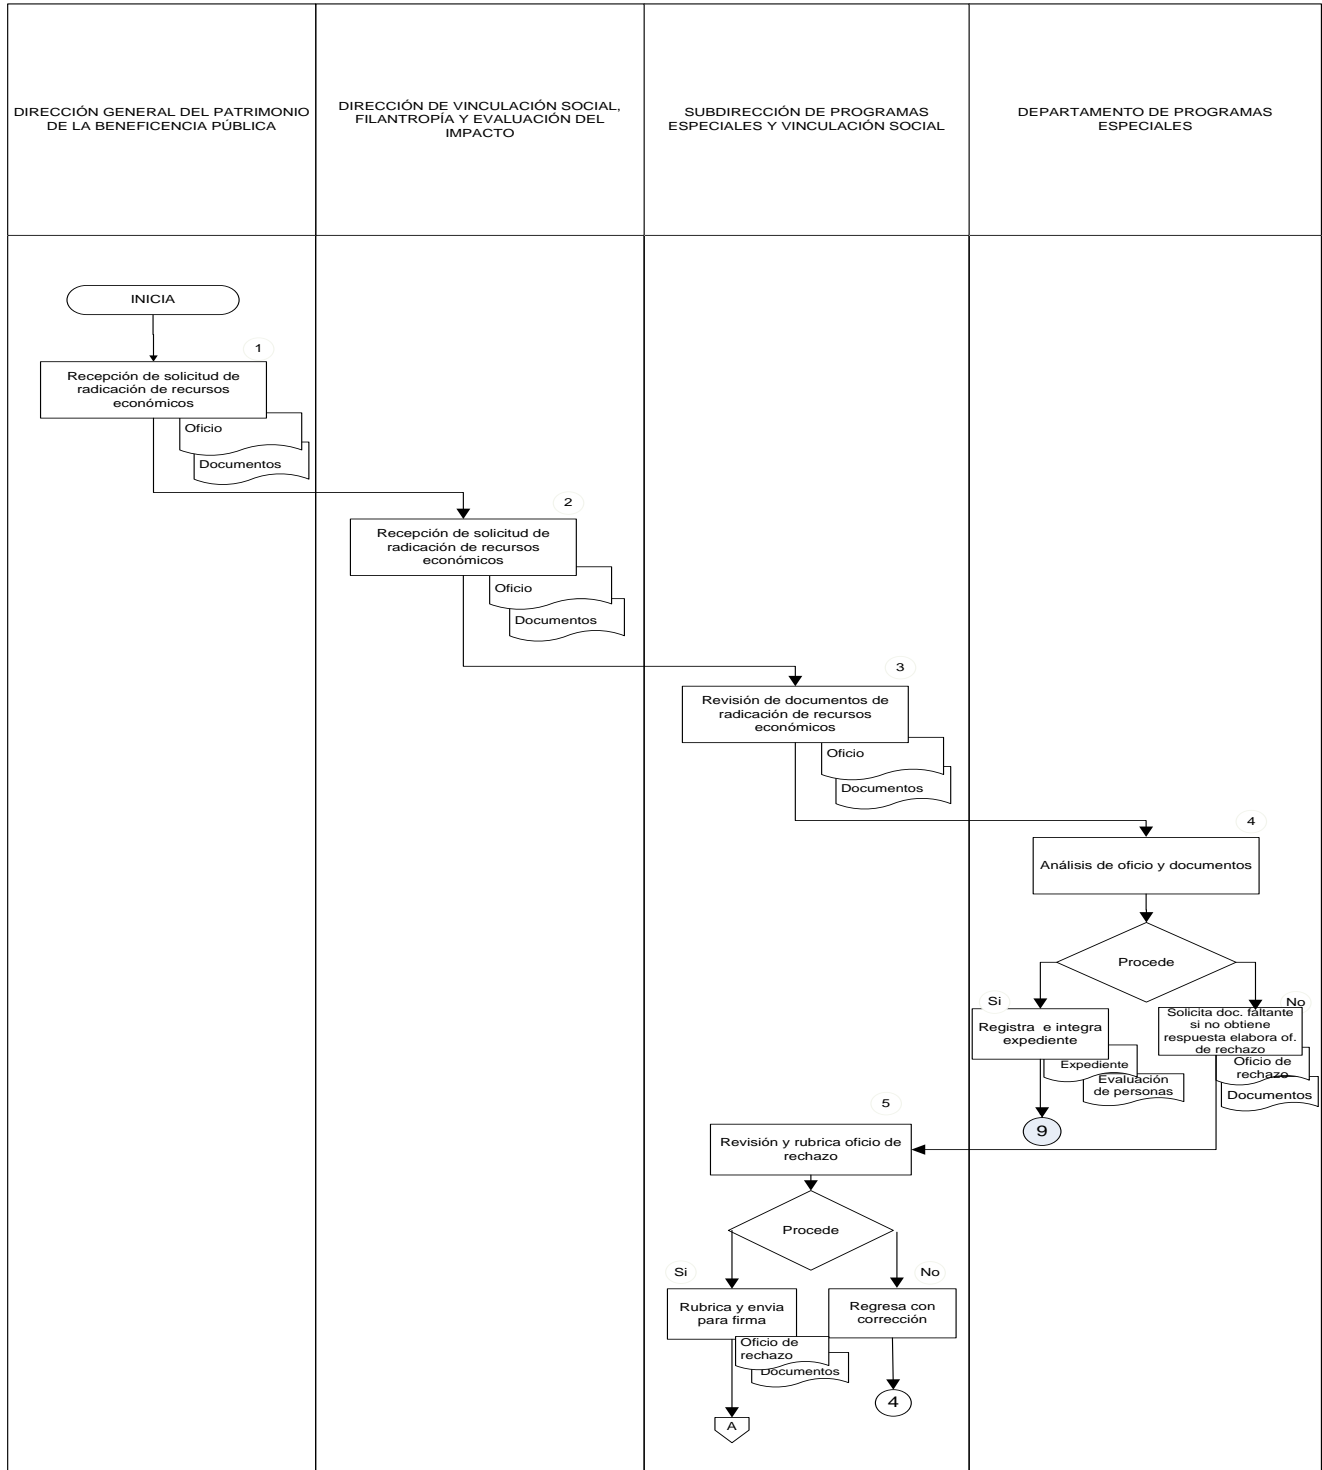 DIRECCIÓN GENERAL DEL PATRIMONIO
DE LA BENEFICENCIA PÚBLICA
DIRECCIÓN DE VINCULACIÓN SOCIAL,
FILANTROPÍA Y EVALUACIÓN DEL
IMPACTO
SUBDIRECCIÓN DE PROGRAMAS
ESPECIALES Y VINCULACIÓN SOCIAL
DEPARTAMENTO DE PROGRAMAS
ESPECIALES
INICIA
1
Recepción de solicitud de
radicación de recursos
económicos
Oficio
Documentos
2
Recepción de solicitud de
radicación de recursos
económicos
Oficio
Documentos
3
Revisión de documentos de
radicación de recursos
económicos
Oficio
Documentos
4
Análisis de oficio y documentos
Procede
Si
Registra e integra
expediente
Expediente
Evaluación
de personas
9
No
Solicita doc. faltante
si no obtiene
respuesta elabora of.
de rechazo
Oficio de
rechazo
Documentos
5
Revisión y rubrica oficio de
rechazo
Procede
Si
Rubrica y envia
para firma
Oficio de
rechazo
Documentos
A
No
Regresa con
corrección
4